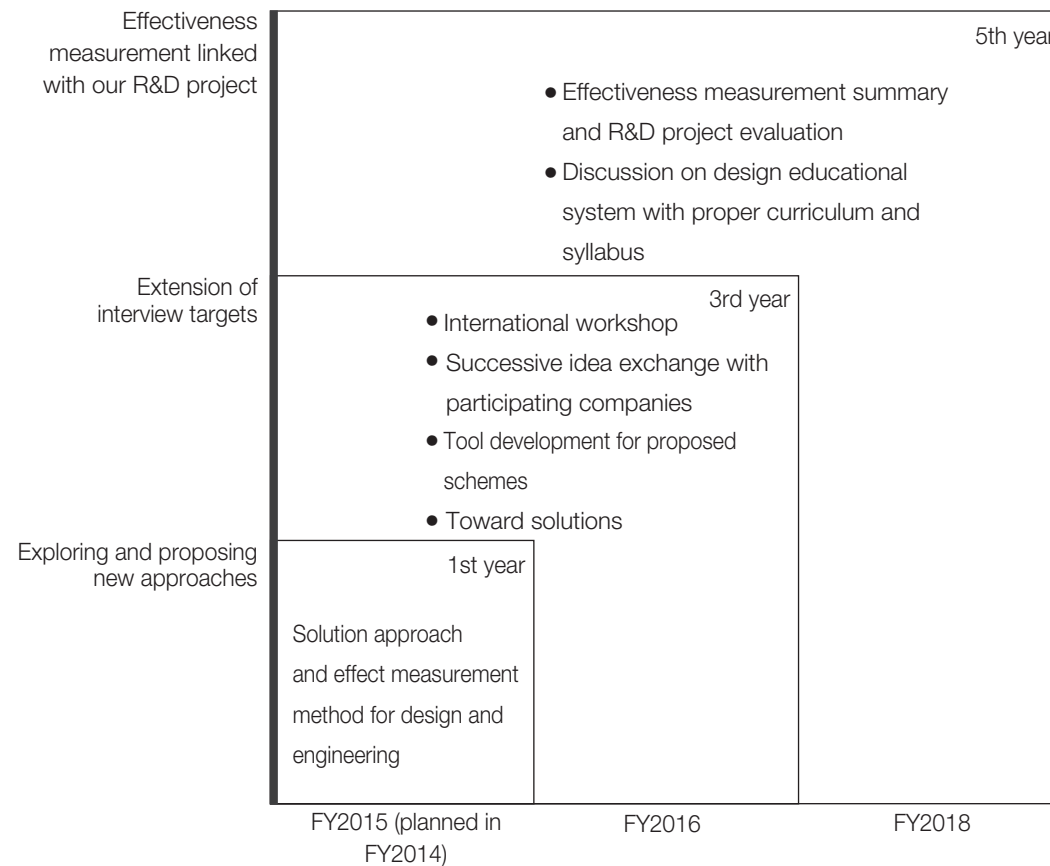 Effectiveness
measurement linked
with our R&D project
5th year
● Effectiveness measurement summary
and R&D project evaluation
● Discussion on design educational
system with proper curriculum and
syllabus
Extension of
interview targets
3rd year
● International workshop
● Successive idea exchange with
participating companies
● Tool development for proposed
schemes
● Toward solutions
Exploring and proposing
new approaches
1st year
Solution approach
and effect measurement
method for design and
engineering
FY2015 (planned in
FY2014)
FY2016
FY2018